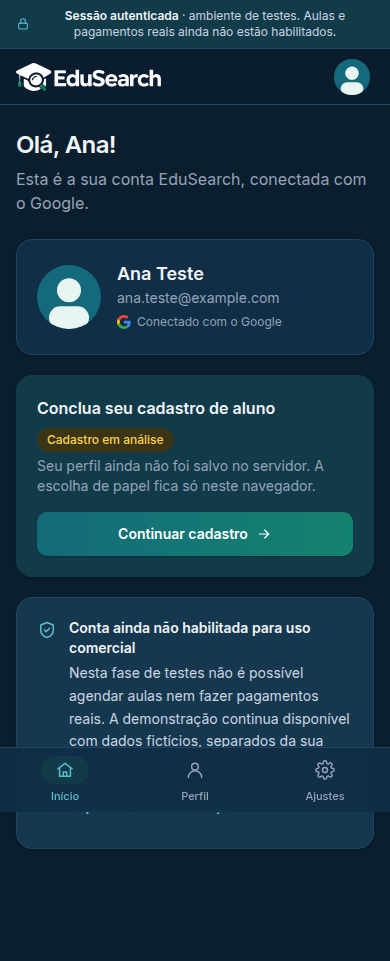 Sessão autenticada · ambiente de testes. Aulas e
pagamentos reais ainda não estão habilitados.
EduSearch
Olá, Ana!
Esta é a sua conta EduSearch, conectada com
o Google.
Ana Teste
ana.teste@example.com
Conectado com o Google
Conclua seu cadastro de aluno
Cadastro em análise
Seu perfil ainda não foi salvo no servidor. A
escolha de papel fica só neste navegador.
Continuar cadastro →
Conta ainda não habilitada para uso
comercial
Nesta fase de testes não é possível
agendar aulas nem fazer pagamentos
reais. A demonstração continua disponível
com dados fictícios, separados da sua
Início
Perfil
Ajustes